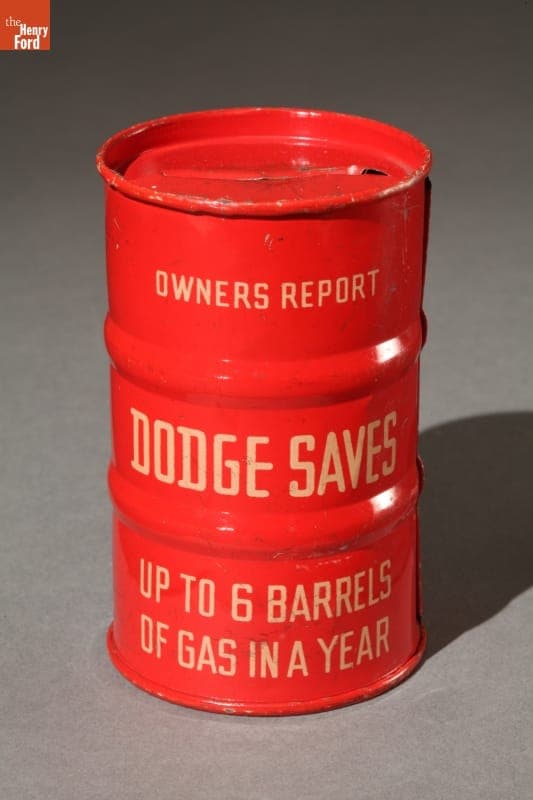 the
Henry
Ford
OWNERS REPORT
DODGE SAVES
UP TO 6 BARRELS
OF GAS IN A YEAR